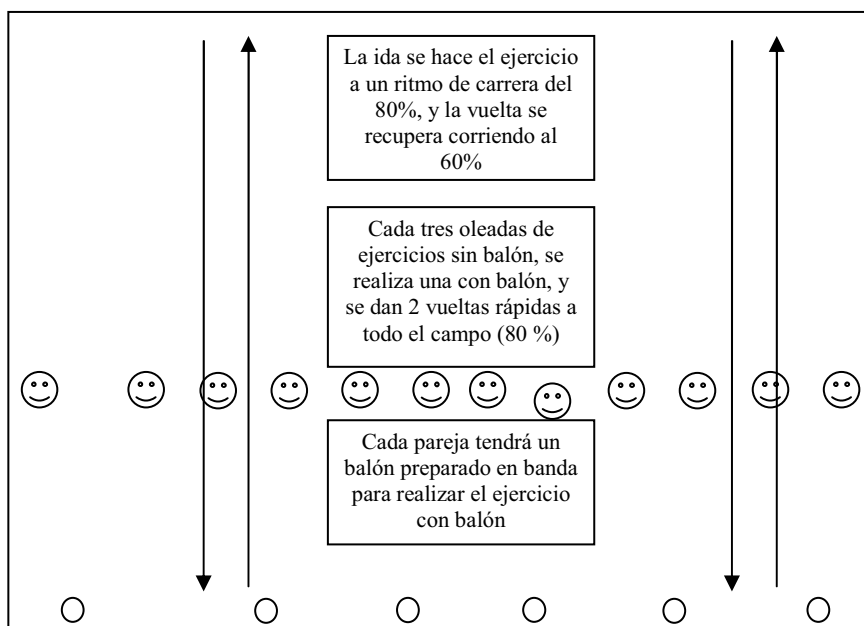 La ida se hace el ejercicio
a un ritmo de carrera del
80%, y la vuelta se
recupera corriendo al
60%
Cada tres oleadas de
ejercicios sin balón, se
realiza una con balón, y
se dan 2 vueltas rápidas a
todo el campo (80 %)
Cada pareja tendrá un
balón preparado en banda
para realizar el ejercicio
con balón